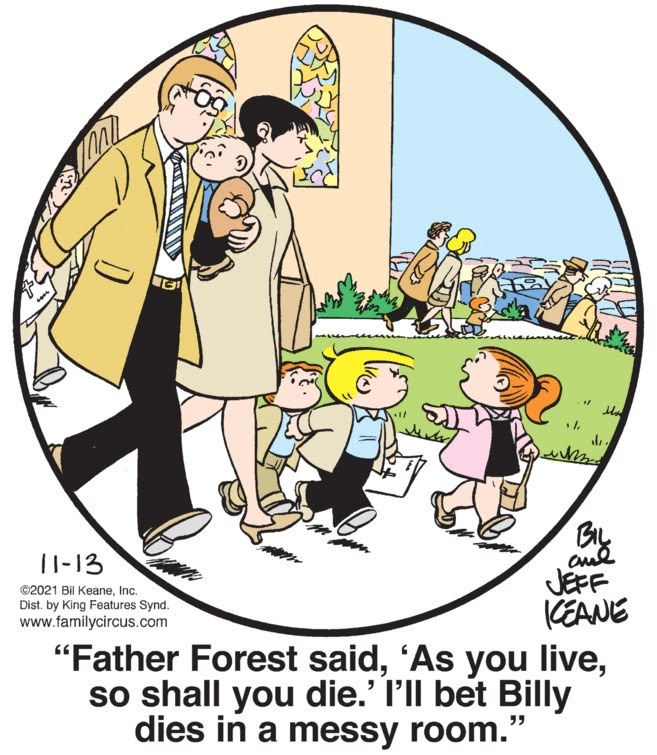 11-13
©2021 Bil Keane, Inc.
Dist. by King Features Synd.
www.familycircus.com
BIL
and
JEFF
KEANE
“Father Forest said, ‘As you live,
so shall you die.’ I’ll bet Billy
dies in a messy room.”